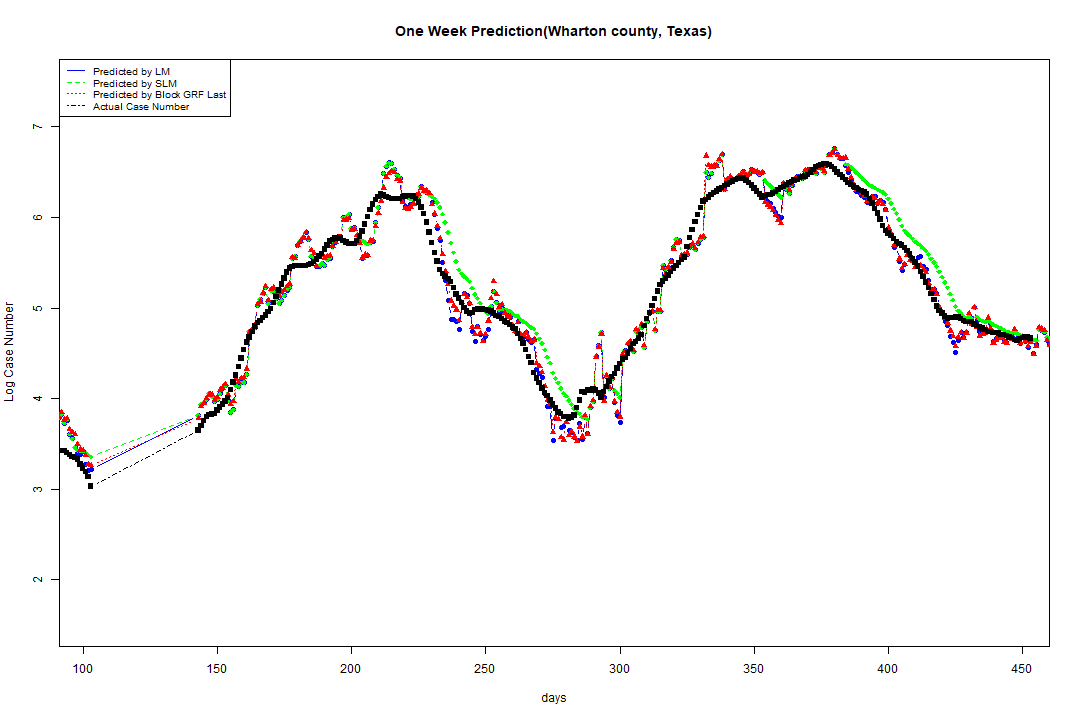 One Week Prediction(Wharton county, Texas)
Predicted by LM
Predicted by SLM
Predicted by Block GRF Last
Actual Case Number
Log Case Number
7
6
5
4
3
2
100 150 200 250 300 350 400 450
days